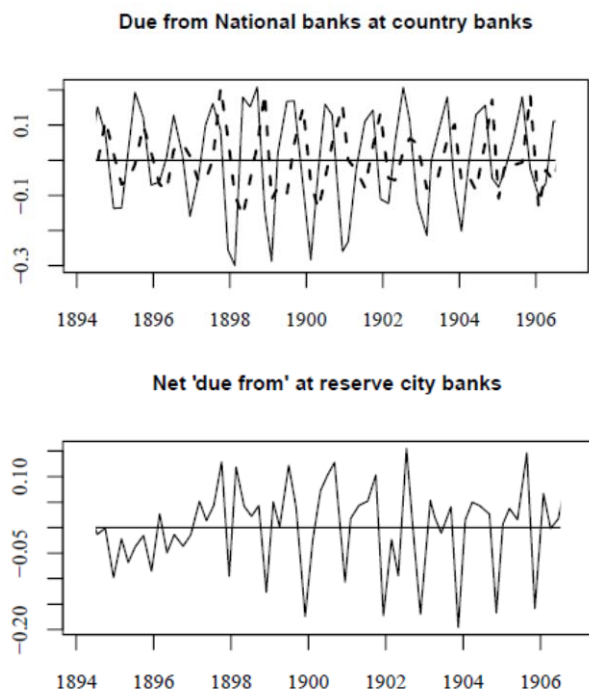 Due from National banks at country banks
0.1
-0.1
-0.3
1894 1896 1898 1900 1902 1904 1906
Net 'due from' at reserve city banks
0.10
-0.05
-0.20
1894 1896 1898 1900 1902 1904 1906